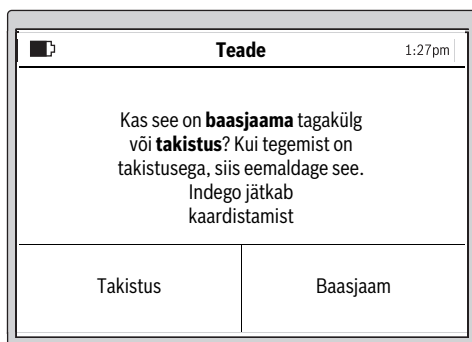 Teade 1:27pm
Kas see on baasjaama tagakülg
või takistus? Kui tegemist on
takistusega, siis eemaldage see.
Indego jätkab
kaardistamist
Takistus Baasjaam